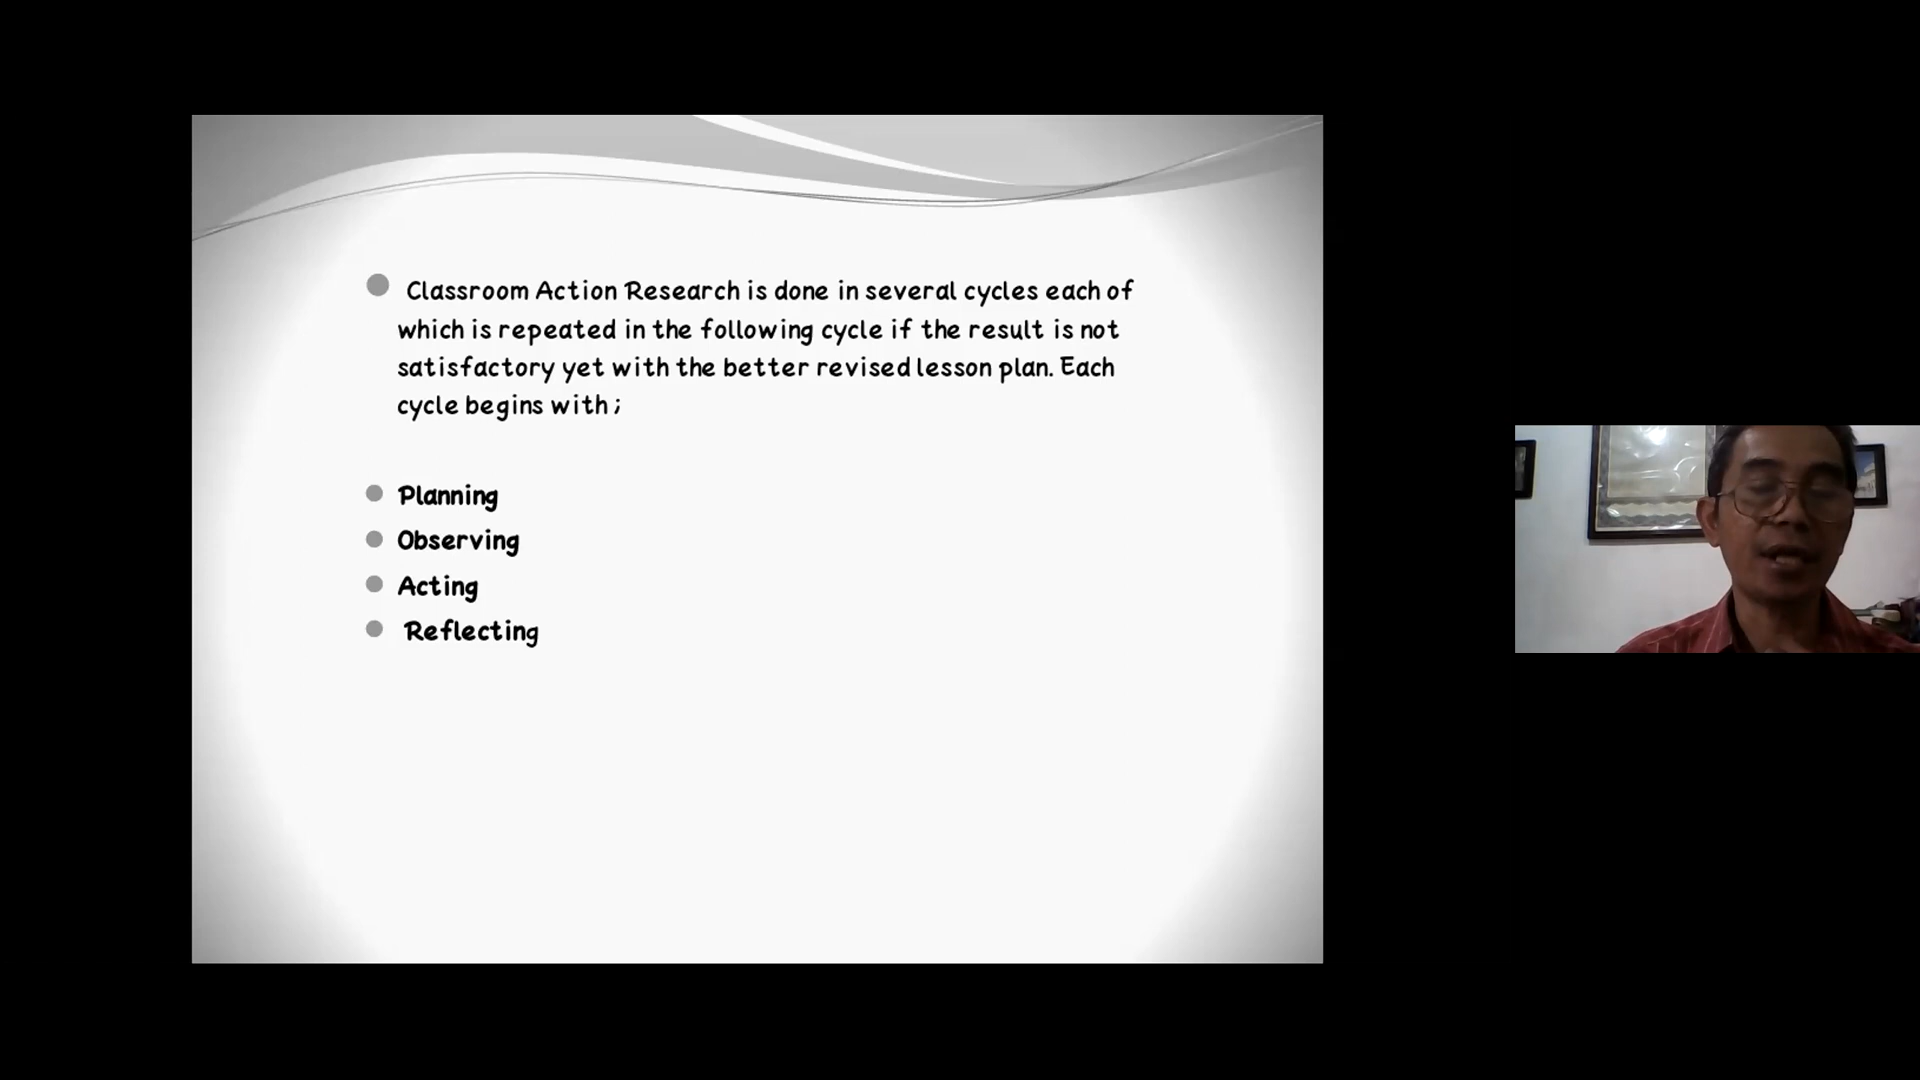 Classroom Action Research is done in several cycles each of
which is repeated in the following cycle if the result is not
satisfactory yet with the better revised lesson plan. Each
cycle begins with ;
Planning
Observing
Acting
Reflecting